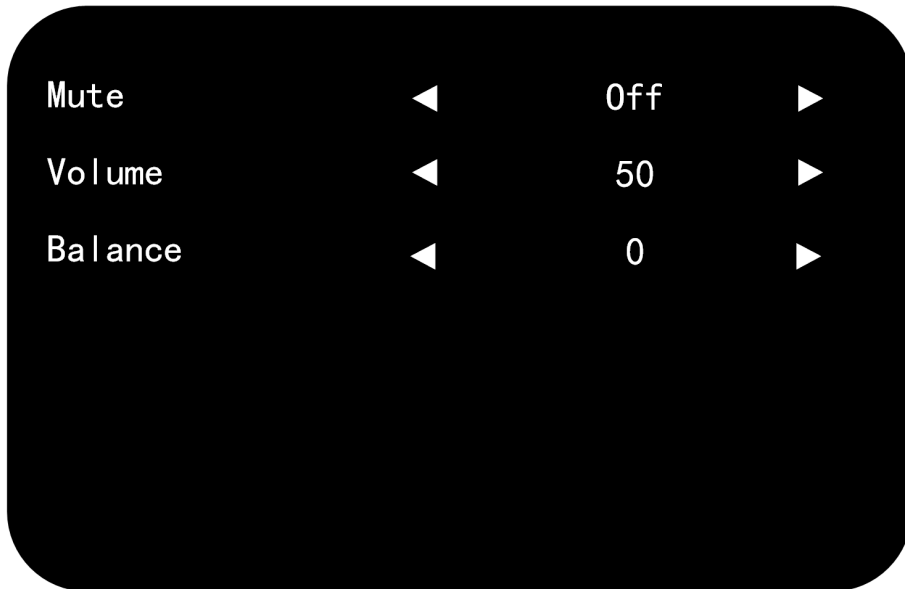 Mute ◀ Off ▶
Volume ◀ 50 ▶
Balance ◀ 0 ▶